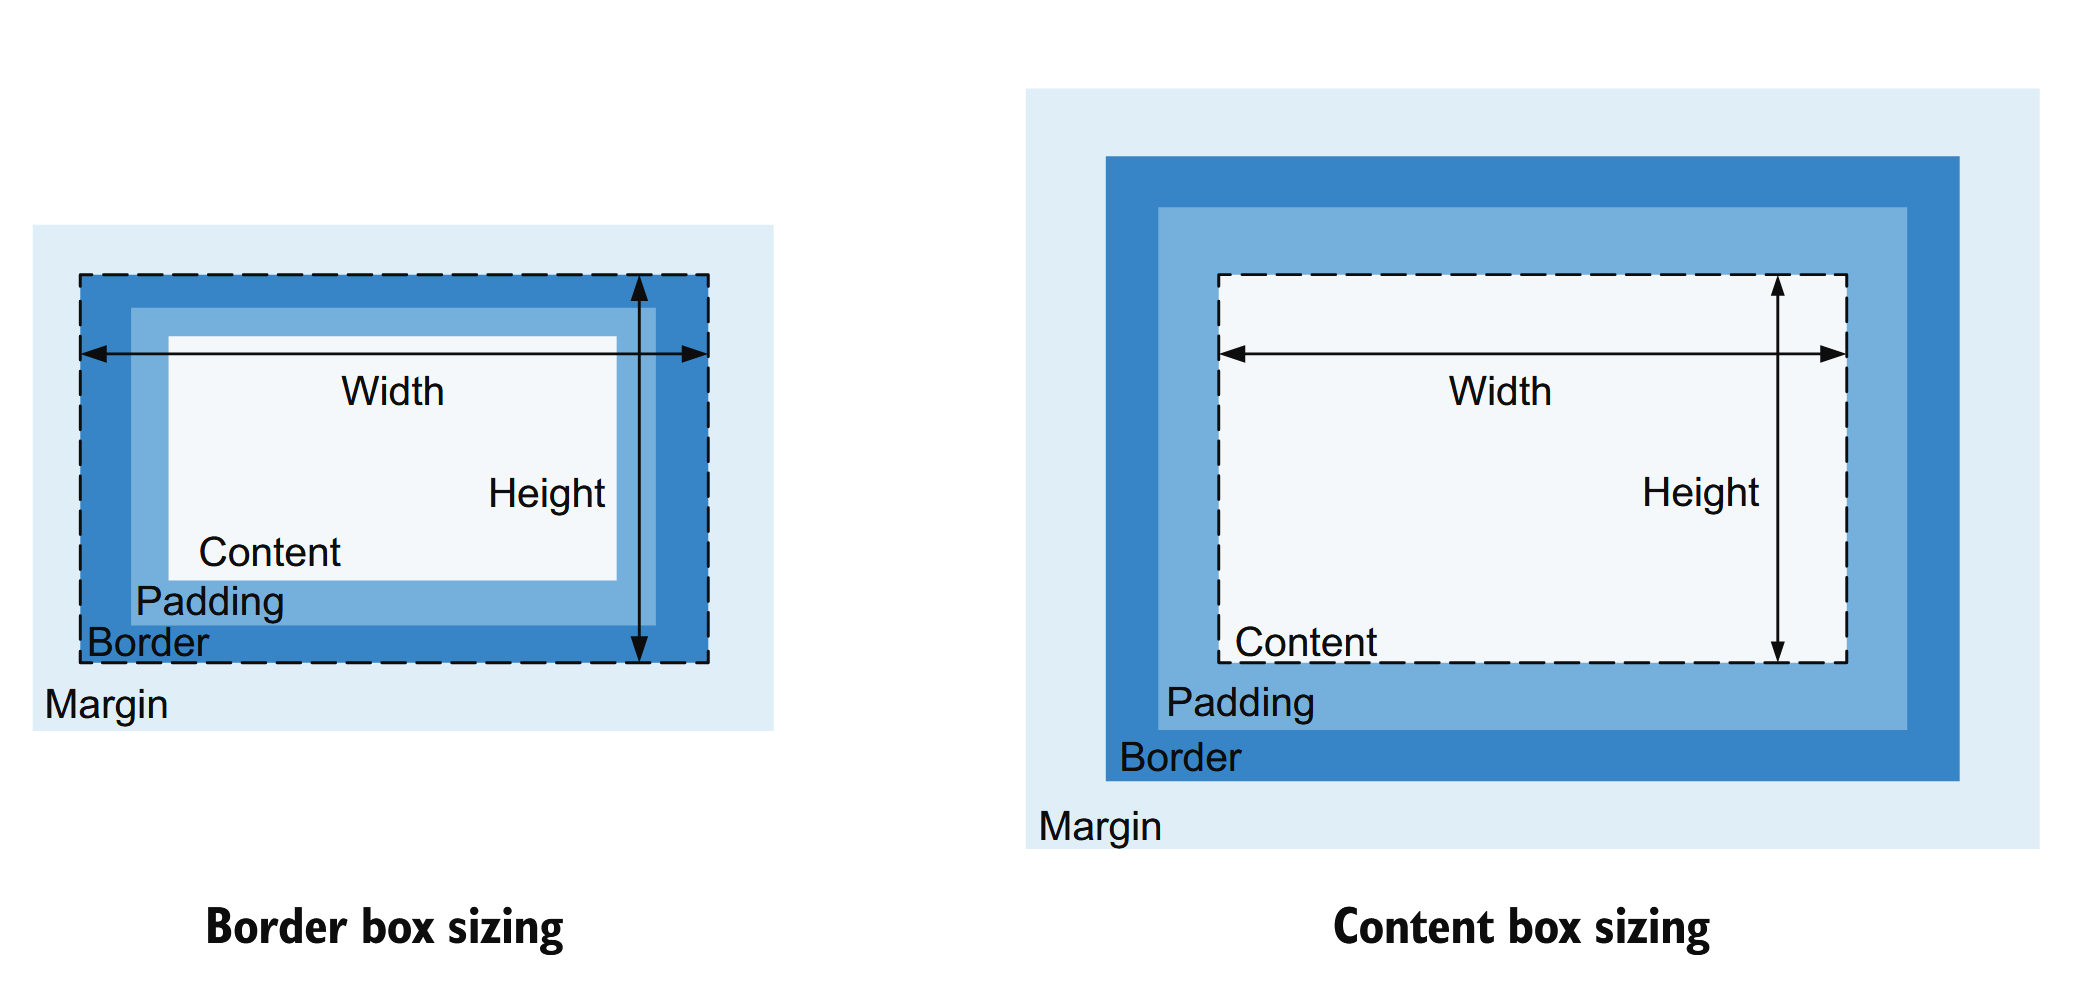 Width
Height
Content
Padding
Border
Margin
Border box sizing
Width
Height
Content
Padding
Border
Margin
Content box sizing